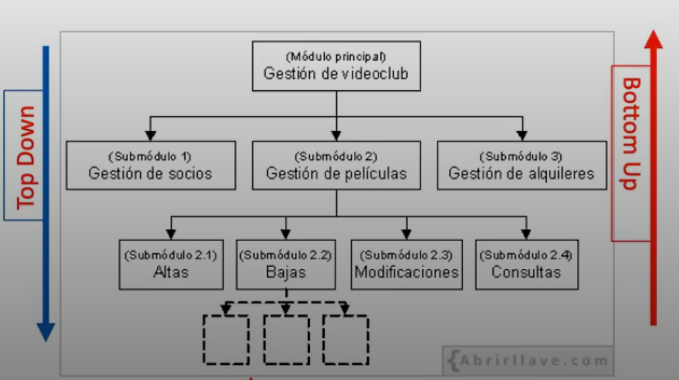 (Módulo principal)
Gestión de videoclub
Top Down
Bottom Up
(Submódulo 1)
Gestión de socios
(Submódulo 2)
Gestión de películas
(Submódulo 3)
Gestión de alquileres
(Submódulo 2.1)
Altas
(Submódulo 2.2)
Bajas
(Submódulo 2.3)
Modificaciones
(Submódulo 2.4)
Consultas
{Abrirllave.com